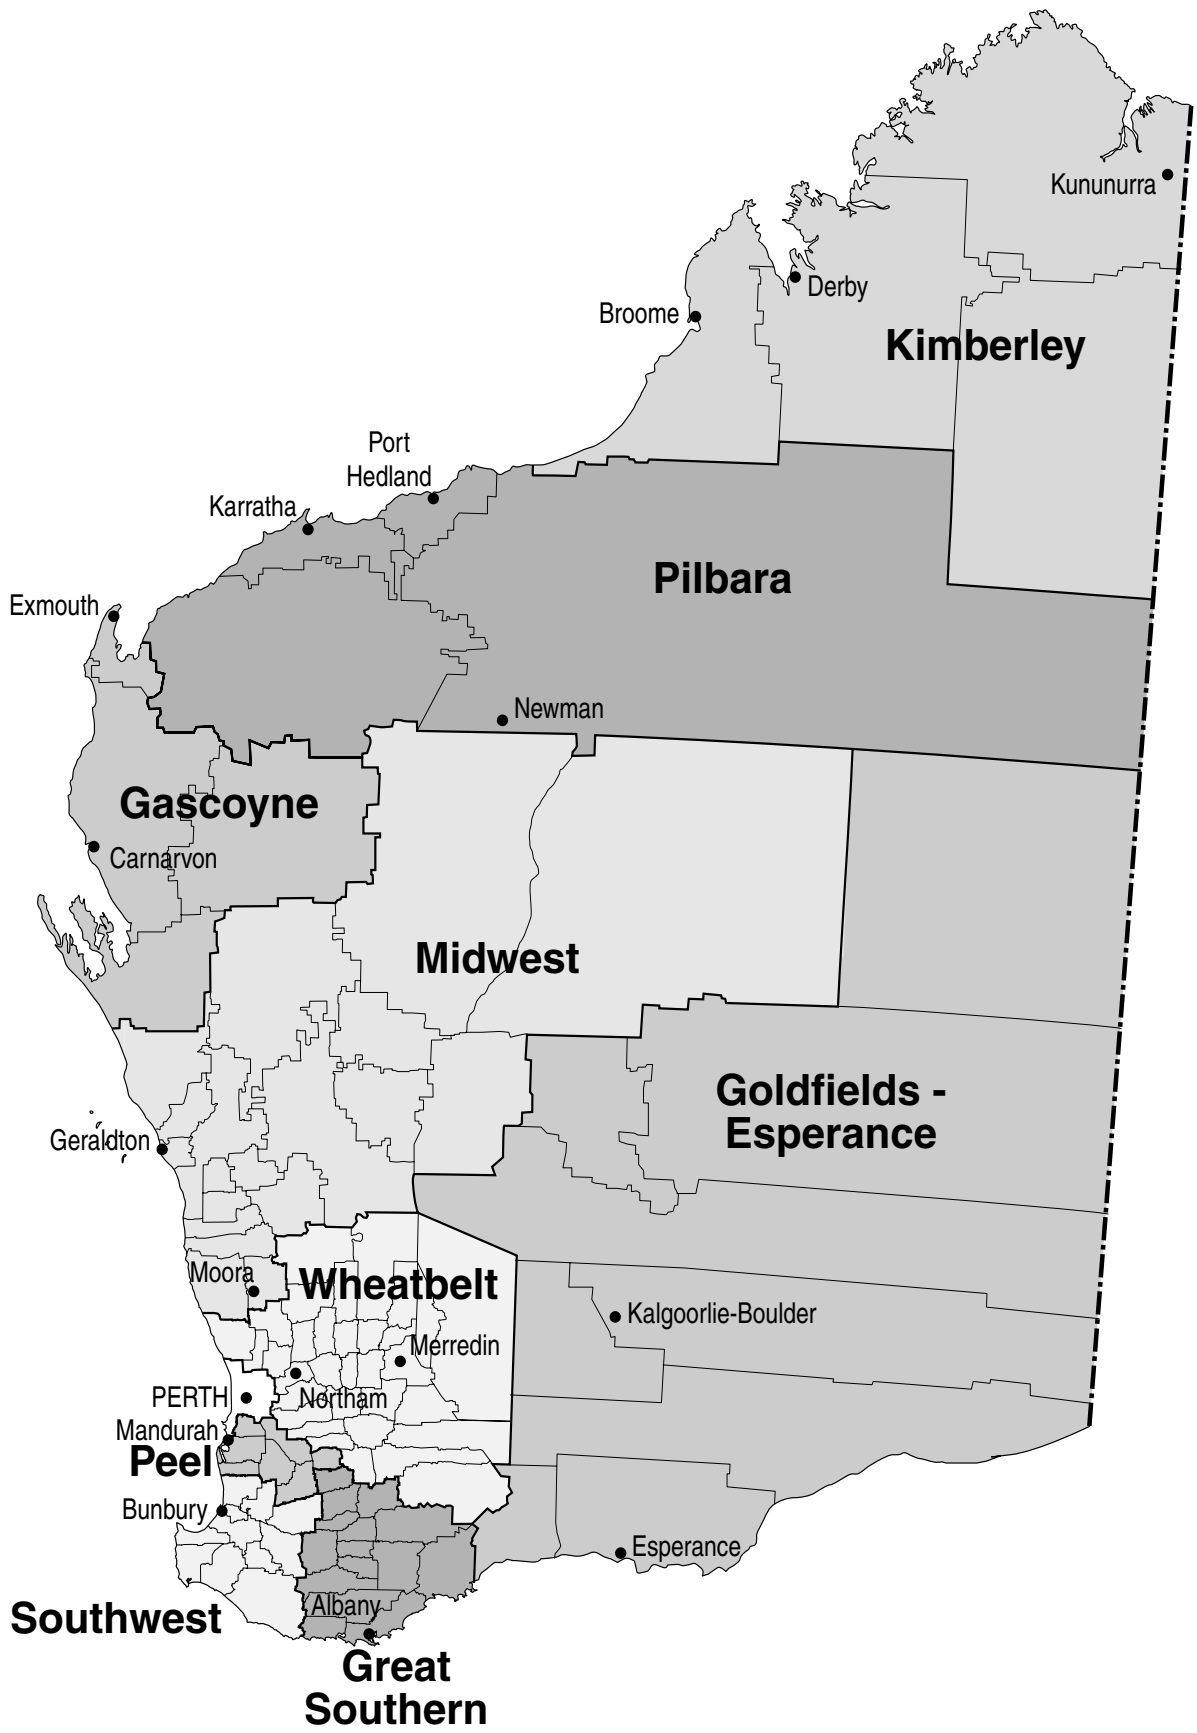 Kununurra
Derby
Broome
Kimberley
Port
Hedland
Karratha
Pilbara
Exmouth
Newman
Gascoyne
Carnarvon
Midwest
Goldfields -
Esperance
Geraldton
Moora
Wheatbelt
Kalgoorlie-Boulder
Merredin
PERTH
Northam
Mandurah
Peel
Bunbury
Esperance
Albany
Southwest
Great
Southern